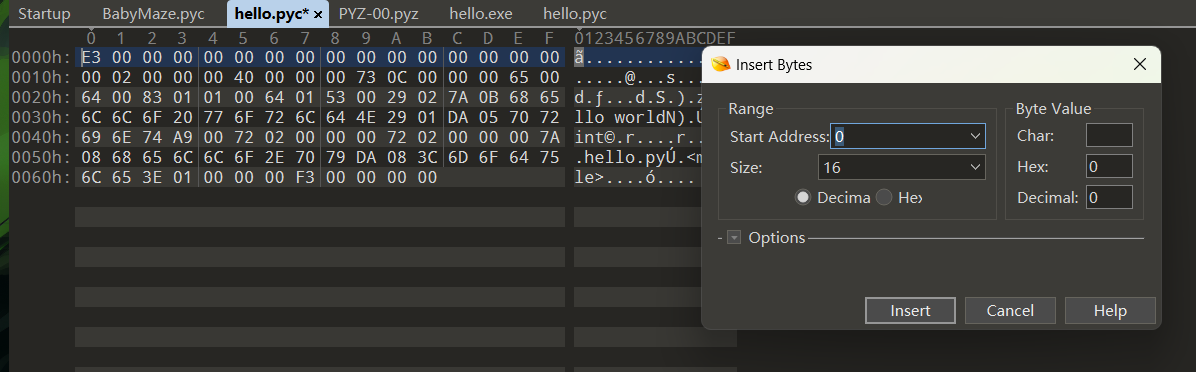 Startup BabyMaze.pyc hello.pyc* × PYZ-00.pyz hello.exe hello.pyc
0 1 2 3 4 5 6 7 8 9 A B C D E F 0123456789ABCDEF
0000h: E3 00 00 00 00 00 00 00 00 00 00 00 00 00 00 00 ã...............
0010h: 00 02 00 00 00 40 00 00 00 73 0C 00 00 00 65 00 .....@...s....
0020h: 64 00 83 01 01 00 64 01 53 00 29 02 7A 0B 68 65 d.ƒ...d.S.).z
0030h: 6C 6C 6F 20 77 6F 72 6C 64 4E 29 01 DA 05 70 72 llo worldN).Ú
0040h: 69 6E 74 A9 00 72 02 00 00 00 72 02 00 00 00 7A int©.r....r...
0050h: 08 68 65 6C 6C 6F 2E 70 79 DA 08 3C 6D 6F 64 75 .hello.pyÚ.<m
0060h: 6C 65 3E 01 00 00 00 F3 00 00 00 00 le>....ó....
Insert Bytes
Range
Start Address: 0
Size: 16
Decima Hex
Byte Value
Char:
Hex: 0
Decimal: 0
Options
Insert Cancel Help